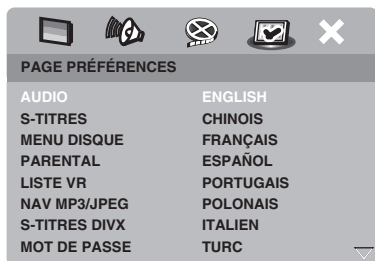 PAGE PRÉFÉRENCES
AUDIO ENGLISH
S-TITRES CHINOIS
MENU DISQUE FRANÇAIS
PARENTAL ESPAÑOL
LISTE VR PORTUGAIS
NAV MP3/JPEG POLONAIS
S-TITRES DIVX ITALIEN
MOT DE PASSE TURC